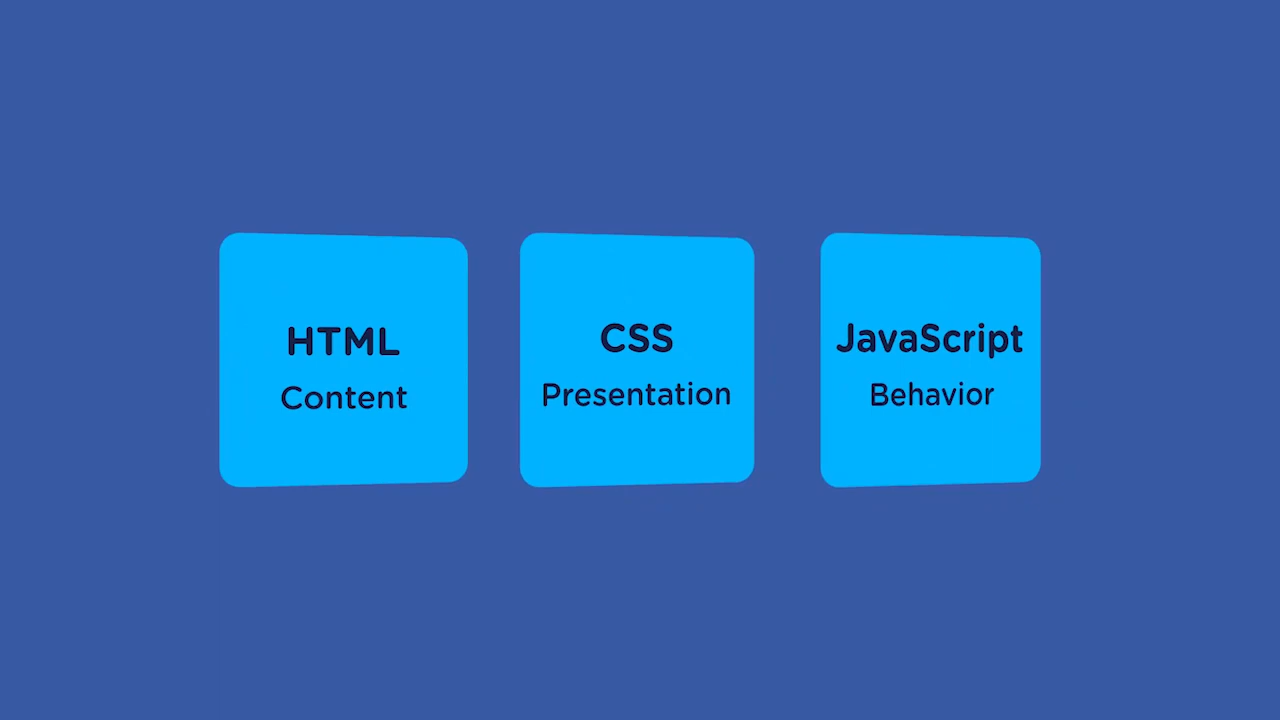 HTML
Content
CSS
Presentation
JavaScript
Behavior